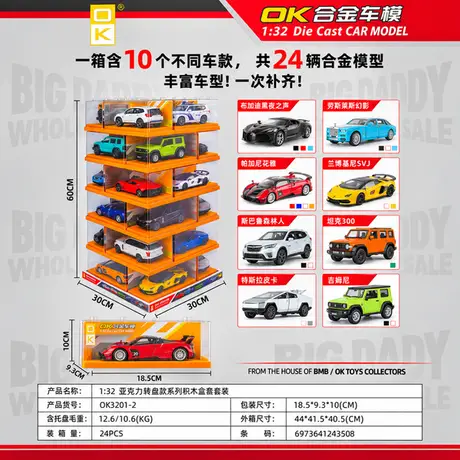 OK
OK合金车模
1:32 Die Cast CAR MODEL
一箱含10个不同车款，共24辆合金模型
丰富车型！一次补齐！
BIG DADDY
WHOLESALE
布加迪黑夜之声
劳斯莱斯幻影
帕加尼花雅
兰博基尼SVJ
斯巴鲁森林人
坦克300
特斯拉皮卡
吉姆尼
60CM
30CM
30CM
OK合金车模
10CM
9.3CM
18.5CM
FROM THE HOUSE OF BMB / OK TOYS COLLECTORS
产品名称： 1:32 亚克力转盘款系列积木盒套套装
产品货号： OK3201-2
包装尺寸： 18.5*9.3*10(CM)
含托盘毛重： 12.6/10.6(KG)
外箱尺寸： 44*41.5*40.5(CM)
装箱量： 24PCS
条码： 6973641243508